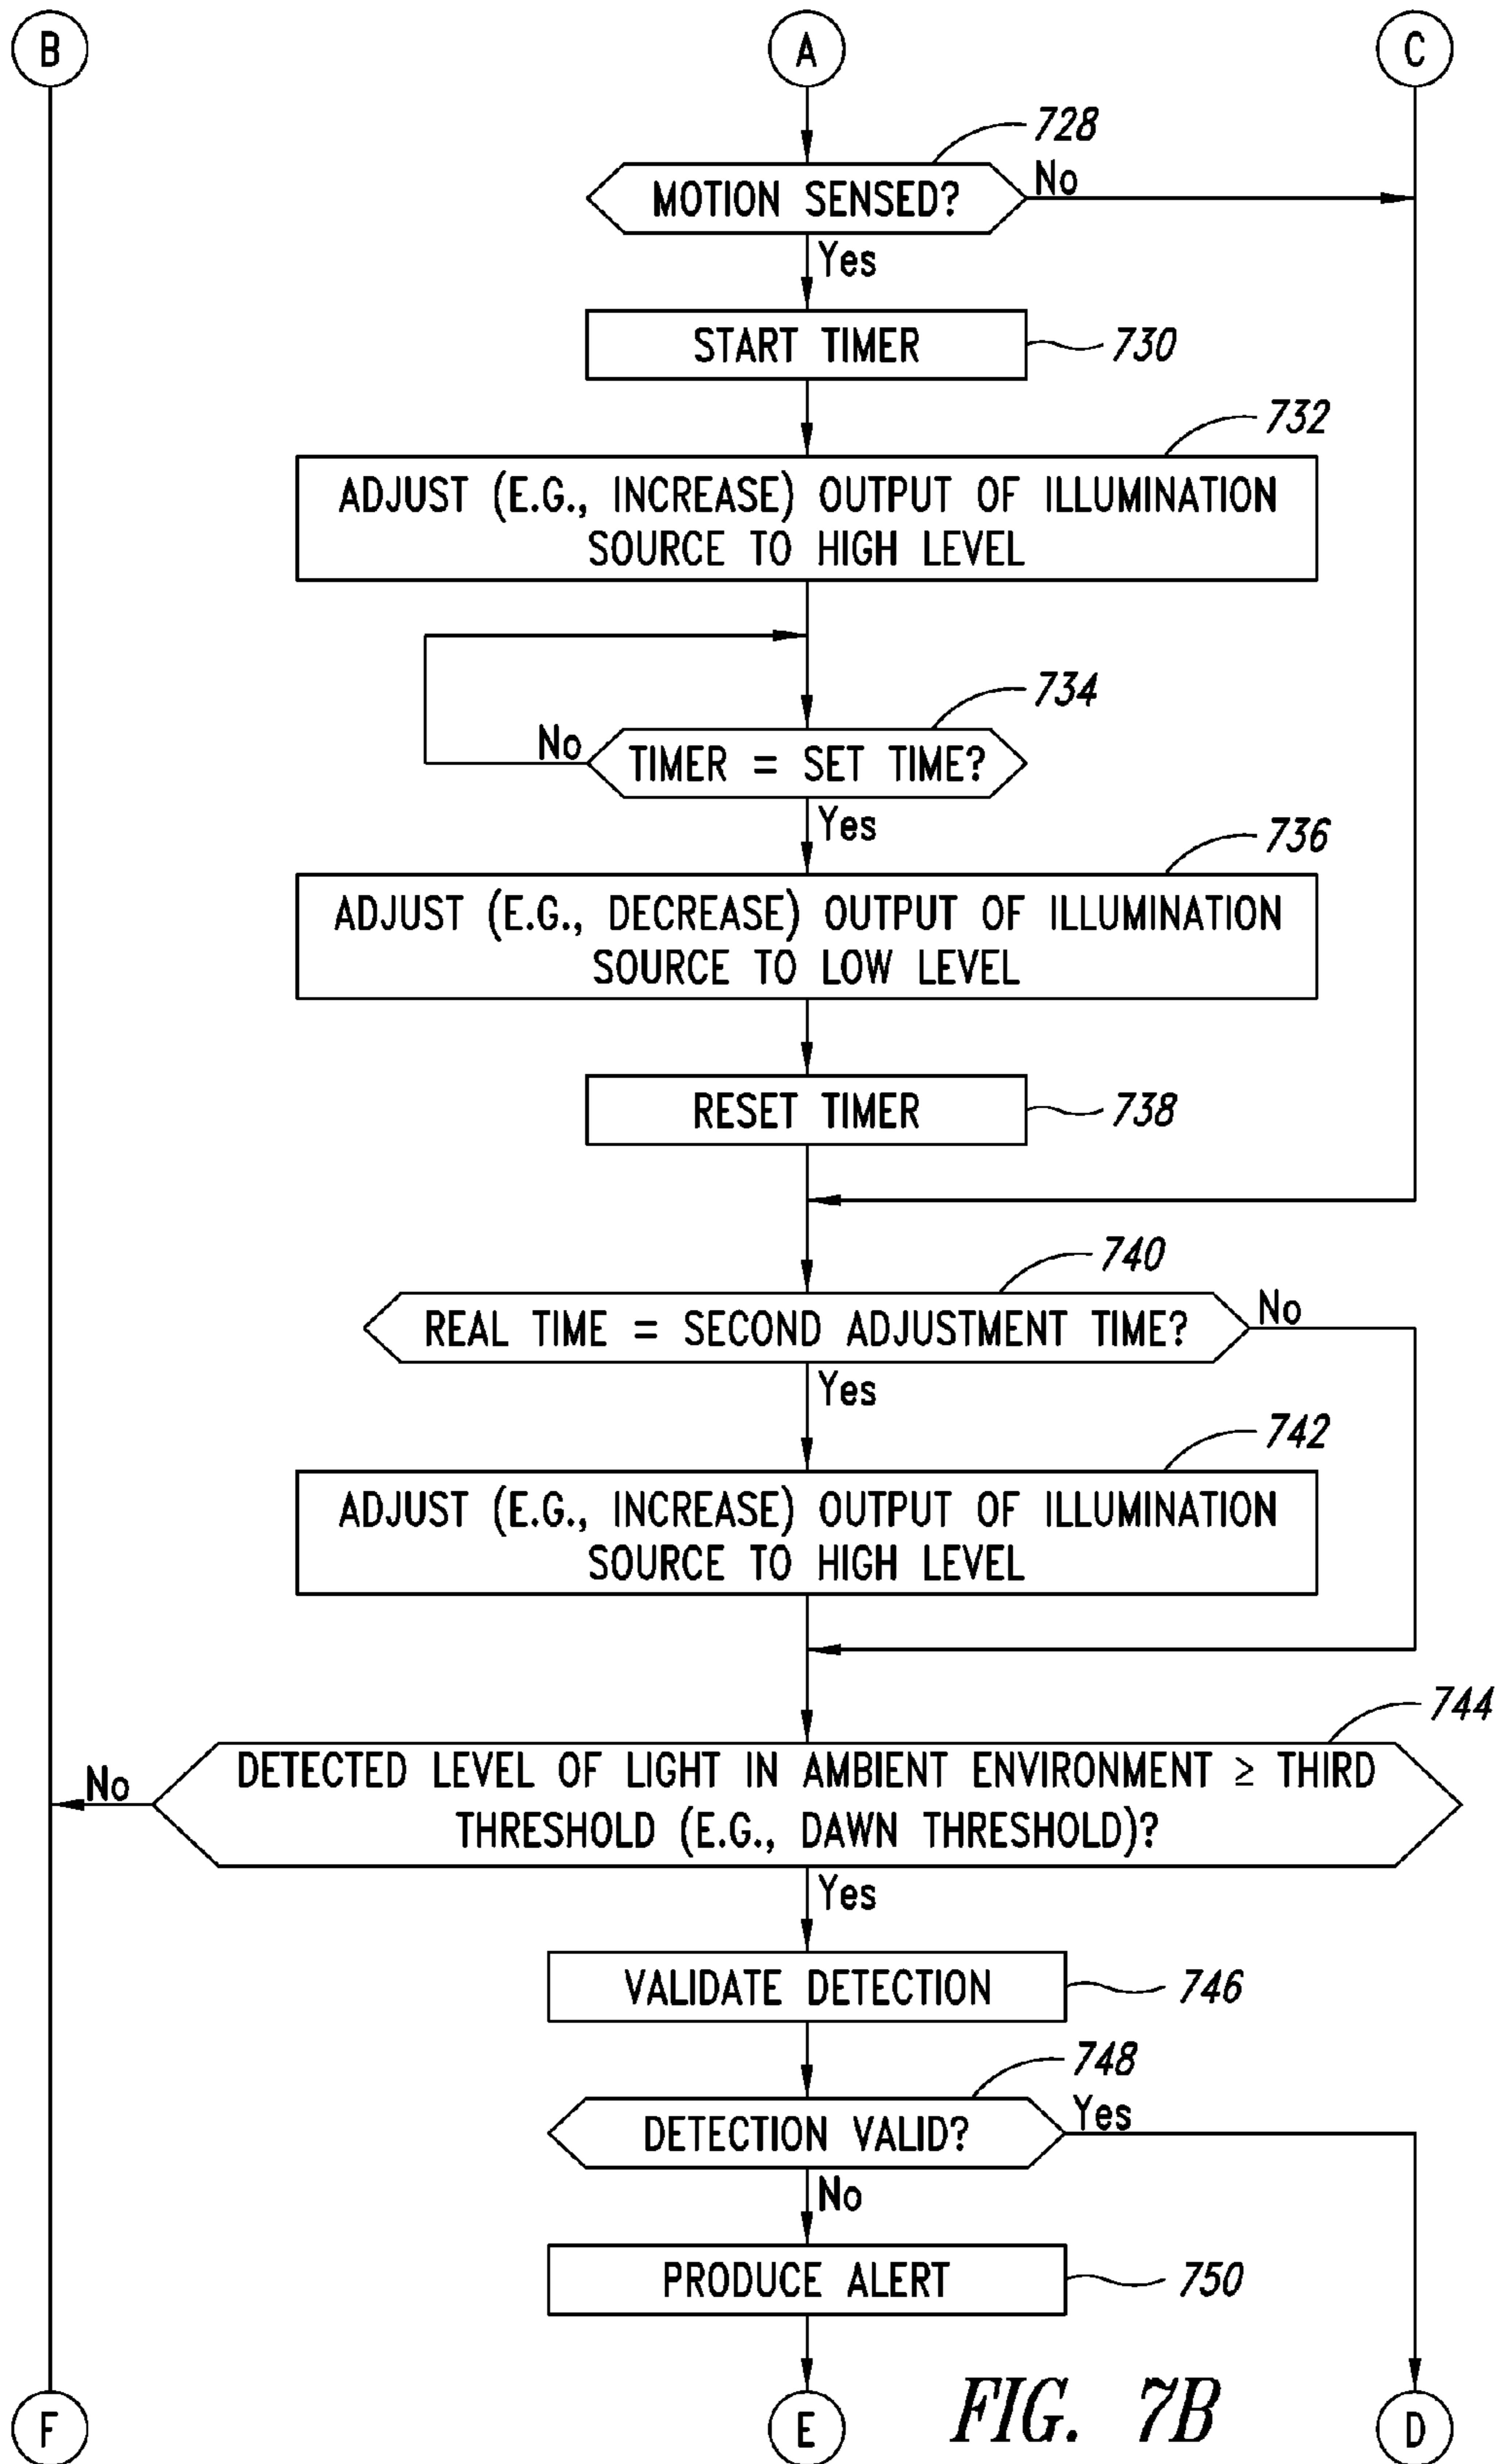 B
A
C
728
MOTION SENSED?
No
Yes
START TIMER
730
732
ADJUST (E.G., INCREASE) OUTPUT OF ILLUMINATION
SOURCE TO HIGH LEVEL
734
No
TIMER = SET TIME?
Yes
736
ADJUST (E.G., DECREASE) OUTPUT OF ILLUMINATION
SOURCE TO LOW LEVEL
RESET TIMER
738
740
REAL TIME = SECOND ADJUSTMENT TIME?
No
Yes
742
ADJUST (E.G., INCREASE) OUTPUT OF ILLUMINATION
SOURCE TO HIGH LEVEL
744
No
DETECTED LEVEL OF LIGHT IN AMBIENT ENVIRONMENT ≥ THIRD
THRESHOLD (E.G., DAWN THRESHOLD)?
Yes
VALIDATE DETECTION
746
748
DETECTION VALID?
Yes
No
PRODUCE ALERT
750
F
E
FIG. 7B
D